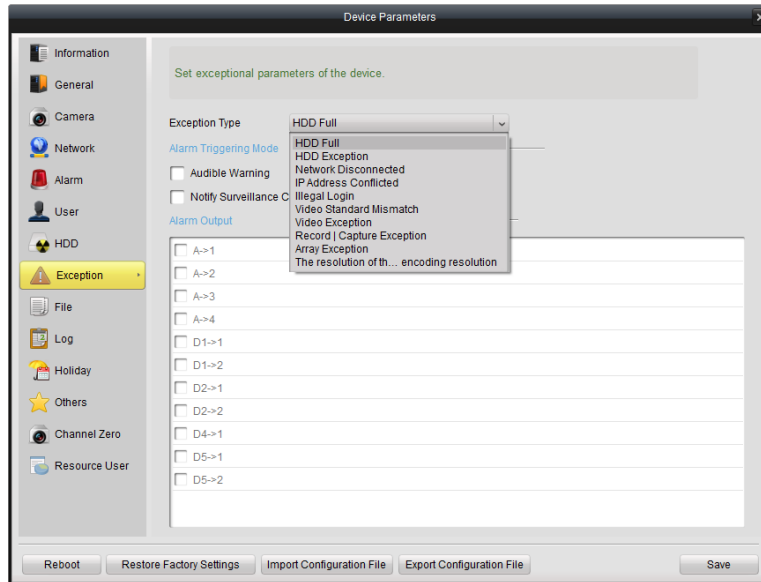 Device Parameters
Information
General
Camera
Network
Alarm
User
HDD
Exception
File
Log
Holiday
Others
Channel Zero
Resource User
Set exceptional parameters of the device.
Exception Type HDD Full
HDD Full
HDD Exception
Network Disconnected
IP Address Conflicted
Illegal Login
Video Standard Mismatch
Video Exception
Record | Capture Exception
Array Exception
The resolution of th... encoding resolution
Alarm Triggering Mode
Audible Warning
Notify Surveillance C
Alarm Output
A->1
A->2
A->3
A->4
D1->1
D1->2
D2->1
D2->2
D4->1
D5->1
D5->2
Reboot Restore Factory Settings Import Configuration File Export Configuration File Save